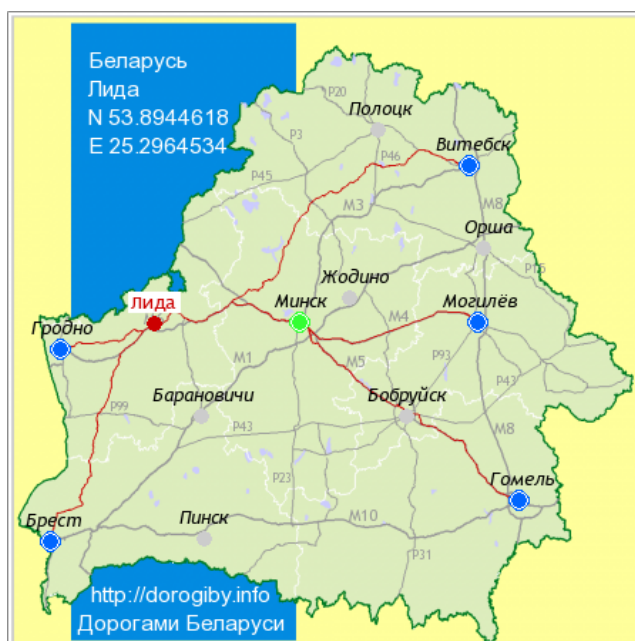 Беларусь
Лида
N 53.8944618
E 25.2964534
P20
Полоцк
P3
Витебск
P46
P45
M3
M8
Орша
Жодино
P15
Лида
Минск
Могилёв
Гродно
M4
M1
M5
P93
P43
Барановичи
Бобруйск
P99
P43
M8
P23
Гомель
Брест
Пинск
M10
P31
http://dorogiby.info
Дорогами Беларуси